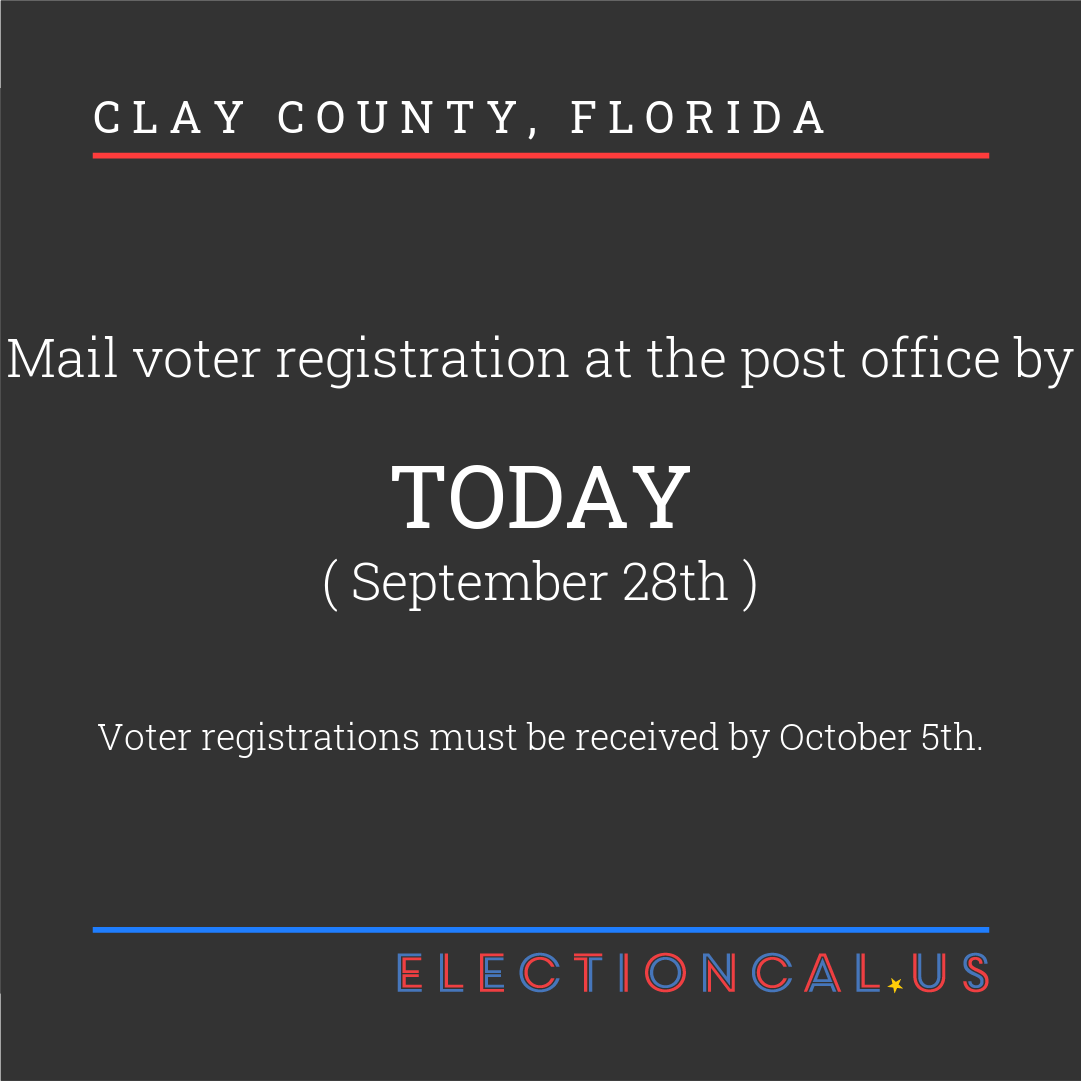 CLAY COUNTY, FLORIDA
Mail voter registration at the post office by
TODAY
( September 28th )
Voter registrations must be received by October 5th.
ELECTIONCAL.US